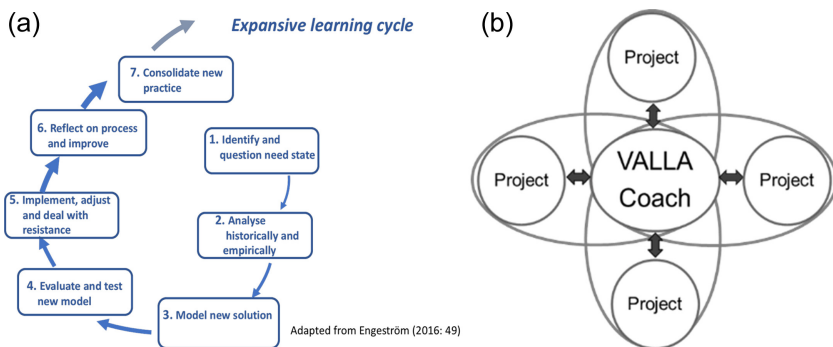 (a)
Expansive learning cycle
7. Consolidate new
practice
6. Reflect on process
and improve
1. Identify and
question need state
5. Implement, adjust
and deal with
resistance
2. Analyse
historically and
empirically
4. Evaluate and test
new model
3. Model new solution
Adapted from Engeström (2016: 49)
(b)
Project
Project
VALLA
Coach
Project
Project